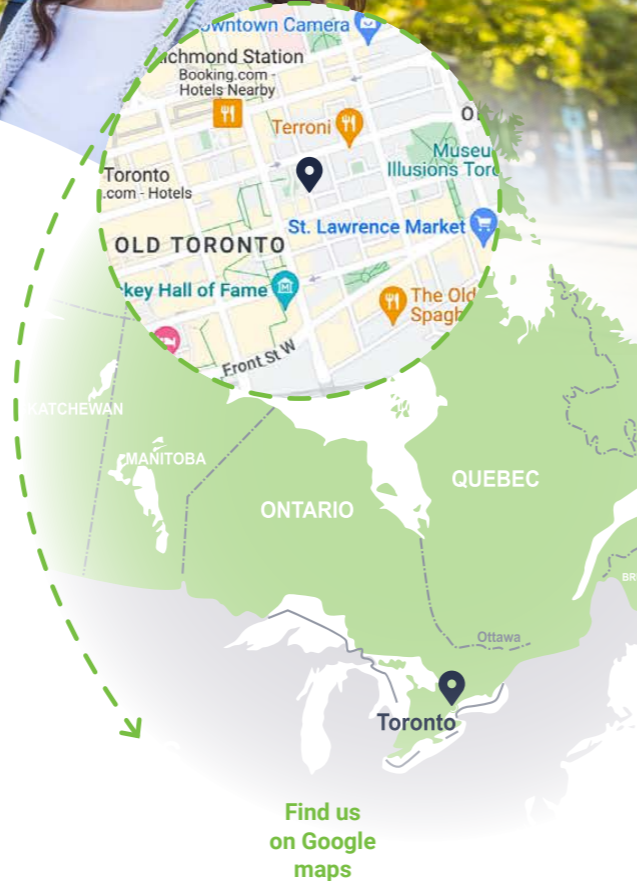 owntown Camera
ichmond Station
Booking.com -
Hotels Nearby
Terroni
O
Museu
Illusions Toro
Toronto
.com - Hotels
St. Lawrence Market
OLD TORONTO
key Hall of Fame
The Old
Spagh
Front St W
KATCHEWAN
MANITOBA
QUEBEC
ONTARIO
BR
Ottawa
Toronto
Find us
on Google
maps